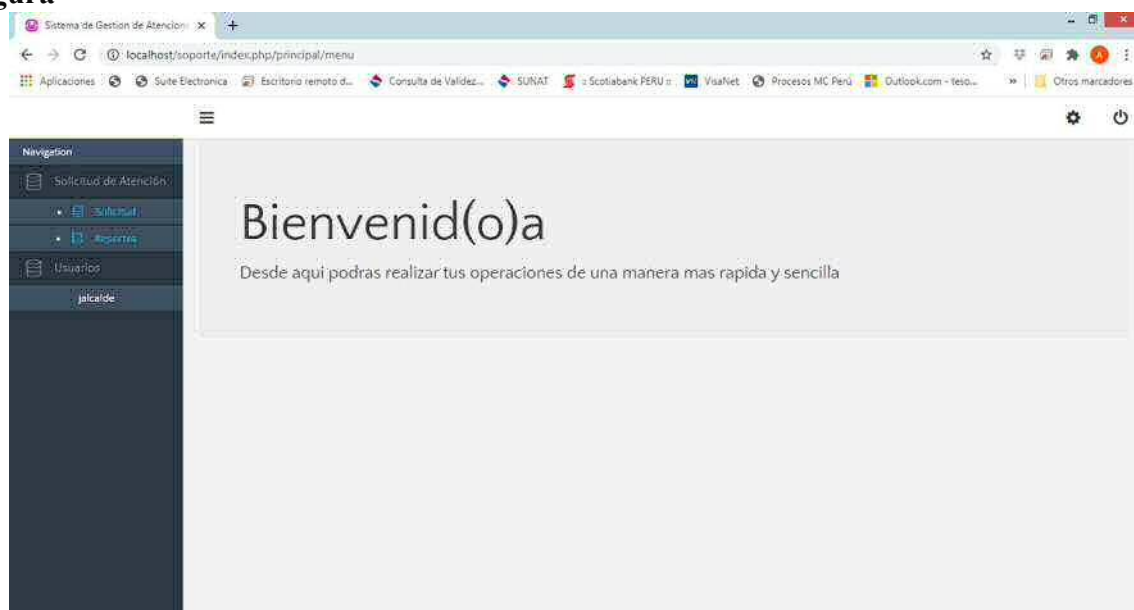 gura
Sistema de Gestion de Atencion
localhost/soporte/index.php/principal/menu
Aplicaciones Suite Electronica Escritorio remoto d... Consulta de Validez... SUNAT :: Scotiabank PERU :: VisaNet Procesos MC Perú Outlook.com - teso... » Otros marcadores
Navigation
Solicitud de Atención
Solicitud
Reportes
Usuarios
jalcalde
Bienvenid(o)a
Desde aqui podras realizar tus operaciones de una manera mas rapida y sencilla